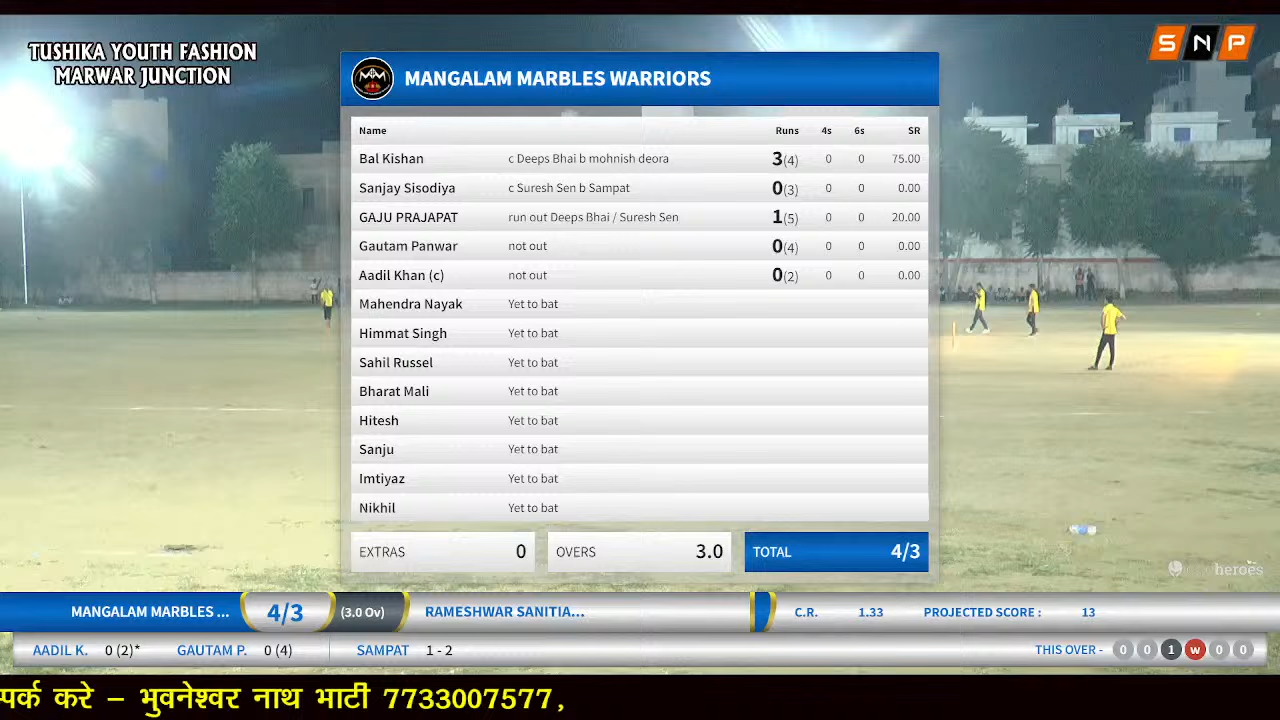 TUSHIKA YOUTH FASHION
MARWAR JUNCTION
SNP
MANGALAM MARBLES WARRIORS
Name Runs 4s 6s SR
Bal Kishan c Deeps Bhai b mohnish deora 3(4) 0 0 75.00
Sanjay Sisodiya c Suresh Sen b Sampat 0(3) 0 0 0.00
GAJU PRAJAPAT run out Deeps Bhai / Suresh Sen 1(5) 0 0 20.00
Gautam Panwar not out 0(4) 0 0 0.00
Aadil Khan (c) not out 0(2) 0 0 0.00
Mahendra Nayak Yet to bat
Himmat Singh Yet to bat
Sahil Russel Yet to bat
Bharat Mali Yet to bat
Hitesh Yet to bat
Sanju Yet to bat
Imtiyaz Yet to bat
Nikhil Yet to bat
EXTRAS 0 OVERS 3.0 TOTAL 4/3
heroes
MANGALAM MARBLES ... 4/3 (3.0 Ov) RAMESHWAR SANITIA... C.R. 1.33 PROJECTED SCORE : 13
AADIL K. 0 (2)* GAUTAM P. 0 (4) SAMPAT 1 - 2 THIS OVER - 0 0 1 W 0 0
पर्क करे – भुवनेश्वर नाथ भाटी 7733007577,